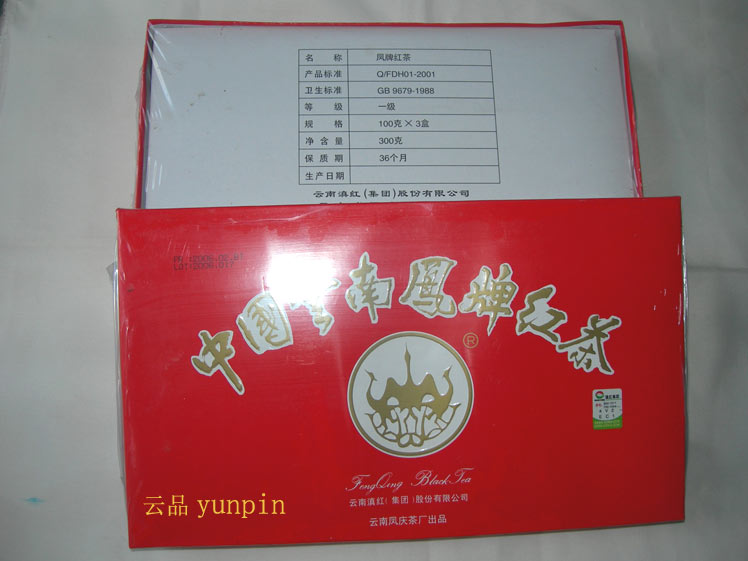 名 称 凤牌红茶
产品标准 Q/FDH01-2001
卫生标准 GB 9679-1988
等 级 一级
规 格 100克 × 3盒
净 含 量 300克
保 质 期 36个月
生产日期
云南滇红(集团)股份有限公司
中國雲南鳳牌红茶
®
FengQing Black Tea
云南滇红(集团)股份有限公司
云南凤庆茶厂出品
云品 yunpin